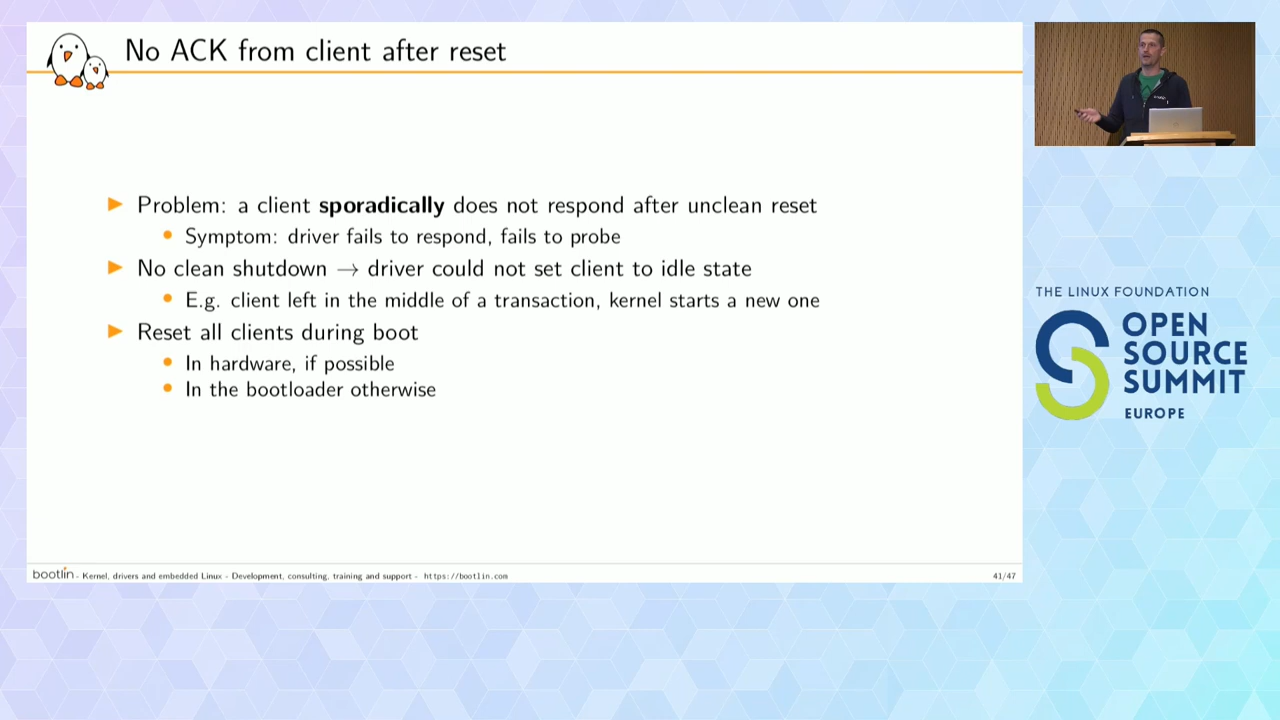 No ACK from client after reset
▶ Problem: a client sporadically does not respond after unclean reset
• Symptom: driver fails to respond, fails to probe
▶ No clean shutdown → driver could not set client to idle state
• E.g. client left in the middle of a transaction, kernel starts a new one
▶ Reset all clients during boot
• In hardware, if possible
• In the bootloader otherwise
bootlin - Kernel, drivers and embedded Linux - Development, consulting, training and support - https://bootlin.com
41/47
THE LINUX FOUNDATION
OPEN
SOURCE
SUMMIT
EUROPE